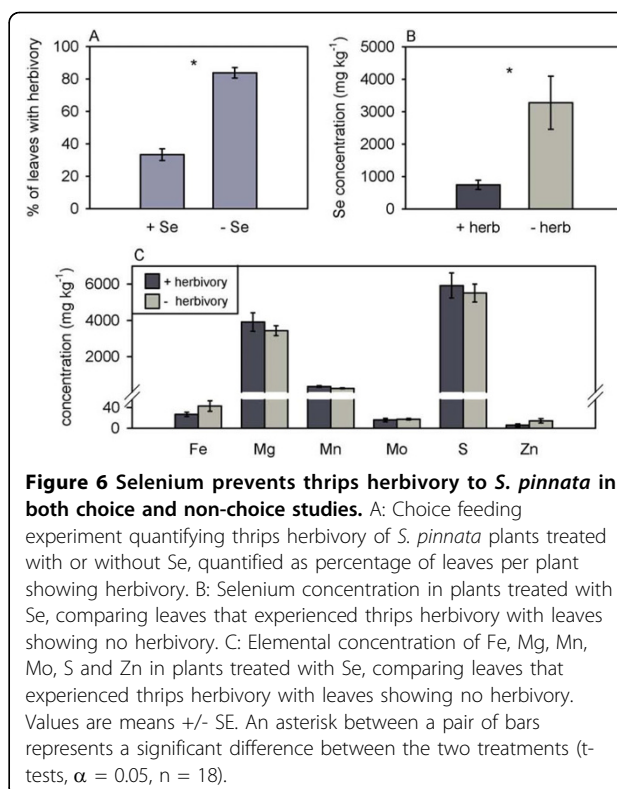 A
% of leaves with herbivory
100
80
60
40
20
0
*
+ Se
- Se
B
Se concentration (mg kg⁻¹)
5000
4000
3000
2000
1000
0
*
+ herb
- herb
C
+ herbivory
- herbivory
concentration (mg kg⁻¹)
6000
4000
2000
40
0
Fe
Mg
Mn
Mo
S
Zn
Figure 6 Selenium prevents thrips herbivory to S. pinnata in
both choice and non-choice studies. A: Choice feeding
experiment quantifying thrips herbivory of S. pinnata plants treated
with or without Se, quantified as percentage of leaves per plant
showing herbivory. B: Selenium concentration in plants treated with
Se, comparing leaves that experienced thrips herbivory with leaves
showing no herbivory. C: Elemental concentration of Fe, Mg, Mn,
Mo, S and Zn in plants treated with Se, comparing leaves that
experienced thrips herbivory with leaves showing no herbivory.
Values are means +/- SE. An asterisk between a pair of bars
represents a significant difference between the two treatments (t-
tests, α = 0.05, n = 18).